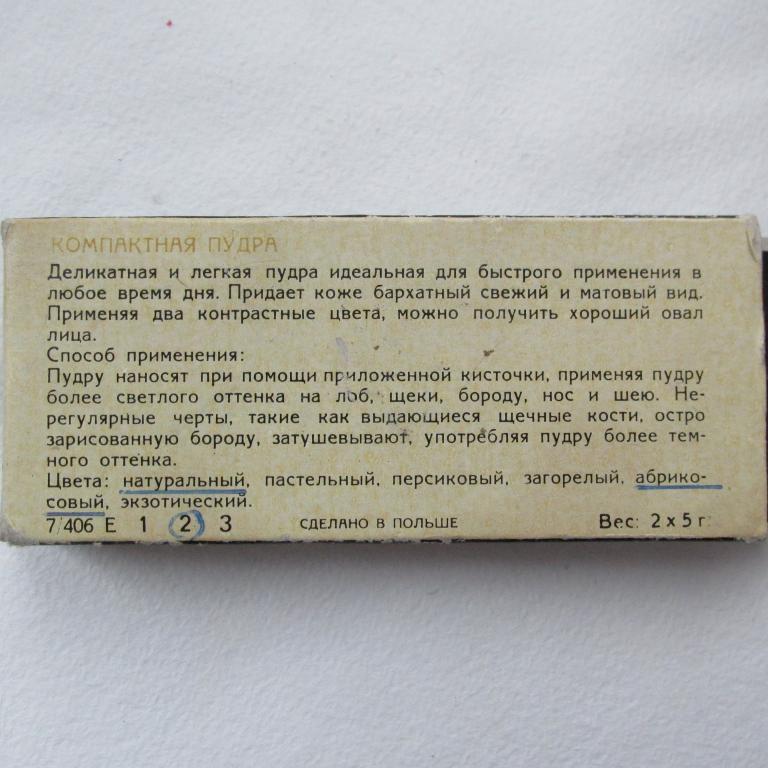 КОМПАКТНАЯ ПУДРА
Деликатная и легкая пудра идеальная для быстрого применения в
любое время дня. Придает коже бархатный свежий и матовый вид.
Применяя два контрастные цвета, можно получить хороший овал
лица.
Способ применения:
Пудру наносят при помощи приложенной кисточки, применяя пудру
более светлого оттенка на лоб, щеки, бороду, нос и шею. Не-
регулярные черты, такие как выдающиеся щечные кости, остро
зарисованную бороду, затушевывают, употребляя пудру более тем-
ного оттенка.
Цвета: натуральный, пастельный, персиковый, загорелый, абрико-
совый, экзотический.
7/406 Е 1 2 3 СДЕЛАНО В ПОЛЬШЕ Вес: 2 x 5 г.